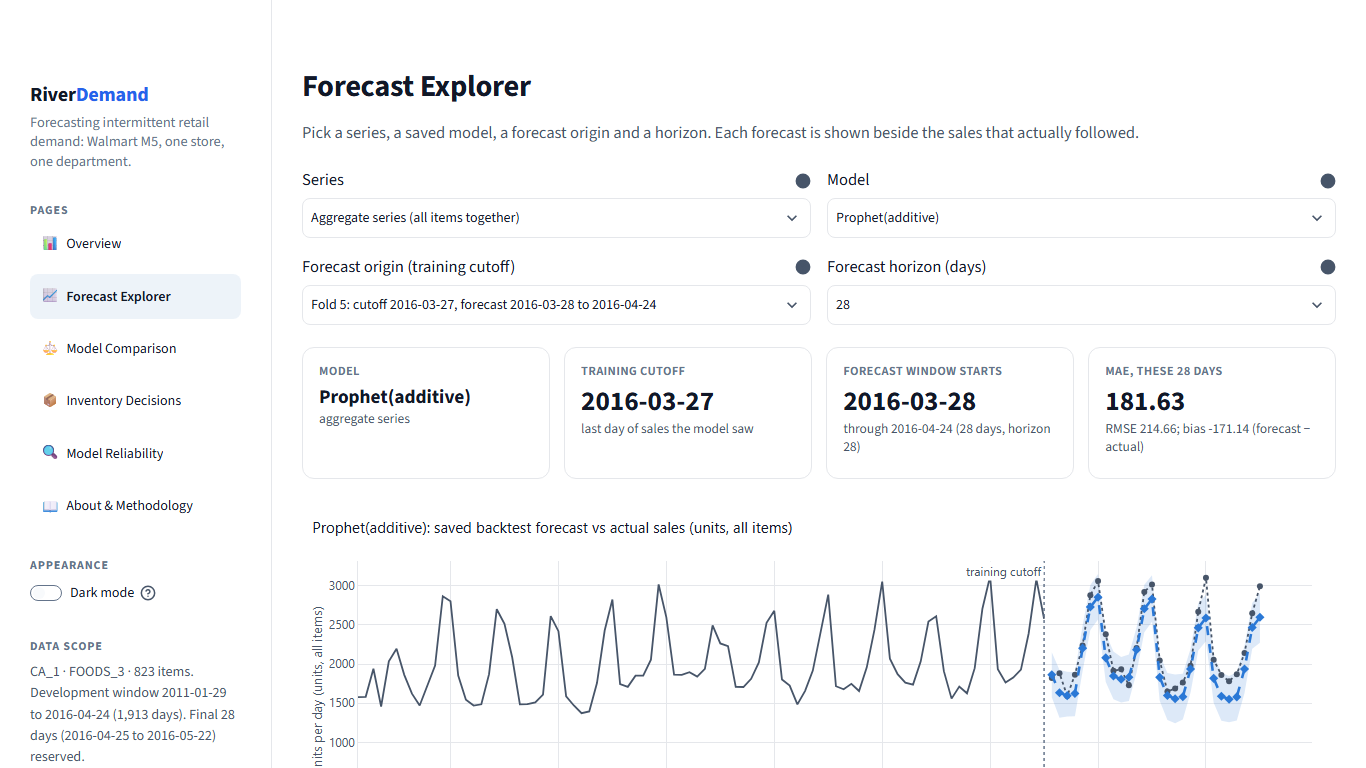 RiverDemand
Forecasting intermittent retail
demand: Walmart M5, one store,
one department.
PAGES
Overview
Forecast Explorer
Model Comparison
Inventory Decisions
Model Reliability
About & Methodology
APPEARANCE
Dark mode
?
DATA SCOPE
CA_1 · FOODS_3 · 823 items.
Development window 2011-01-29
to 2016-04-24 (1,913 days). Final 28
days (2016-04-25 to 2016-05-22)
reserved.
Forecast Explorer
Pick a series, a saved model, a forecast origin and a horizon. Each forecast is shown beside the sales that actually followed.
Series
Aggregate series (all items together)
Model
Prophet(additive)
Forecast origin (training cutoff)
Fold 5: cutoff 2016-03-27, forecast 2016-03-28 to 2016-04-24
Forecast horizon (days)
28
MODEL
Prophet(additive)
aggregate series
TRAINING CUTOFF
2016-03-27
last day of sales the model saw
FORECAST WINDOW STARTS
2016-03-28
through 2016-04-24 (28 days, horizon
28)
MAE, THESE 28 DAYS
181.63
RMSE 214.66; bias -171.14 (forecast −
actual)
Prophet(additive): saved backtest forecast vs actual sales (units, all items)
training cutoff
3000
2500
2000
1500
1000
nits per day (units, all items)